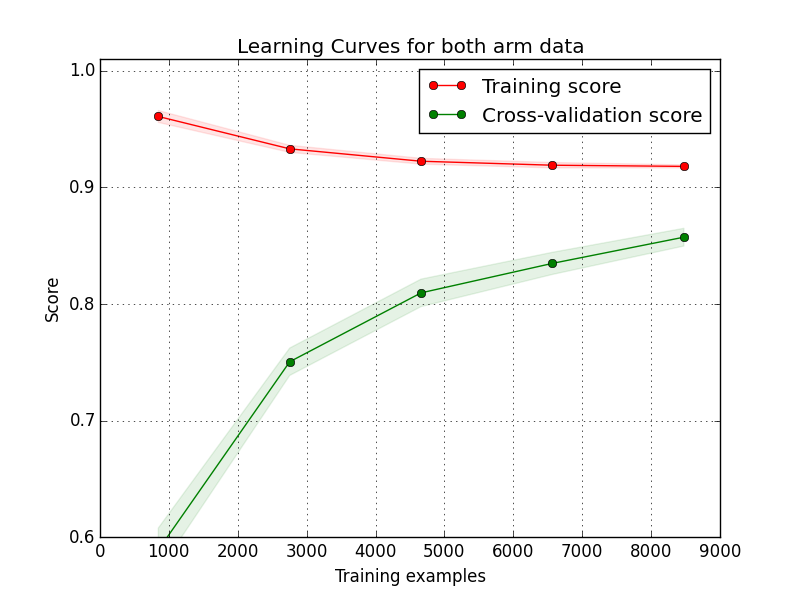 Learning Curves for both arm data
Training score
Cross-validation score
1.0
0.9
0.8
0.7
0.6
Score
0 1000 2000 3000 4000 5000 6000 7000 8000 9000
Training examples